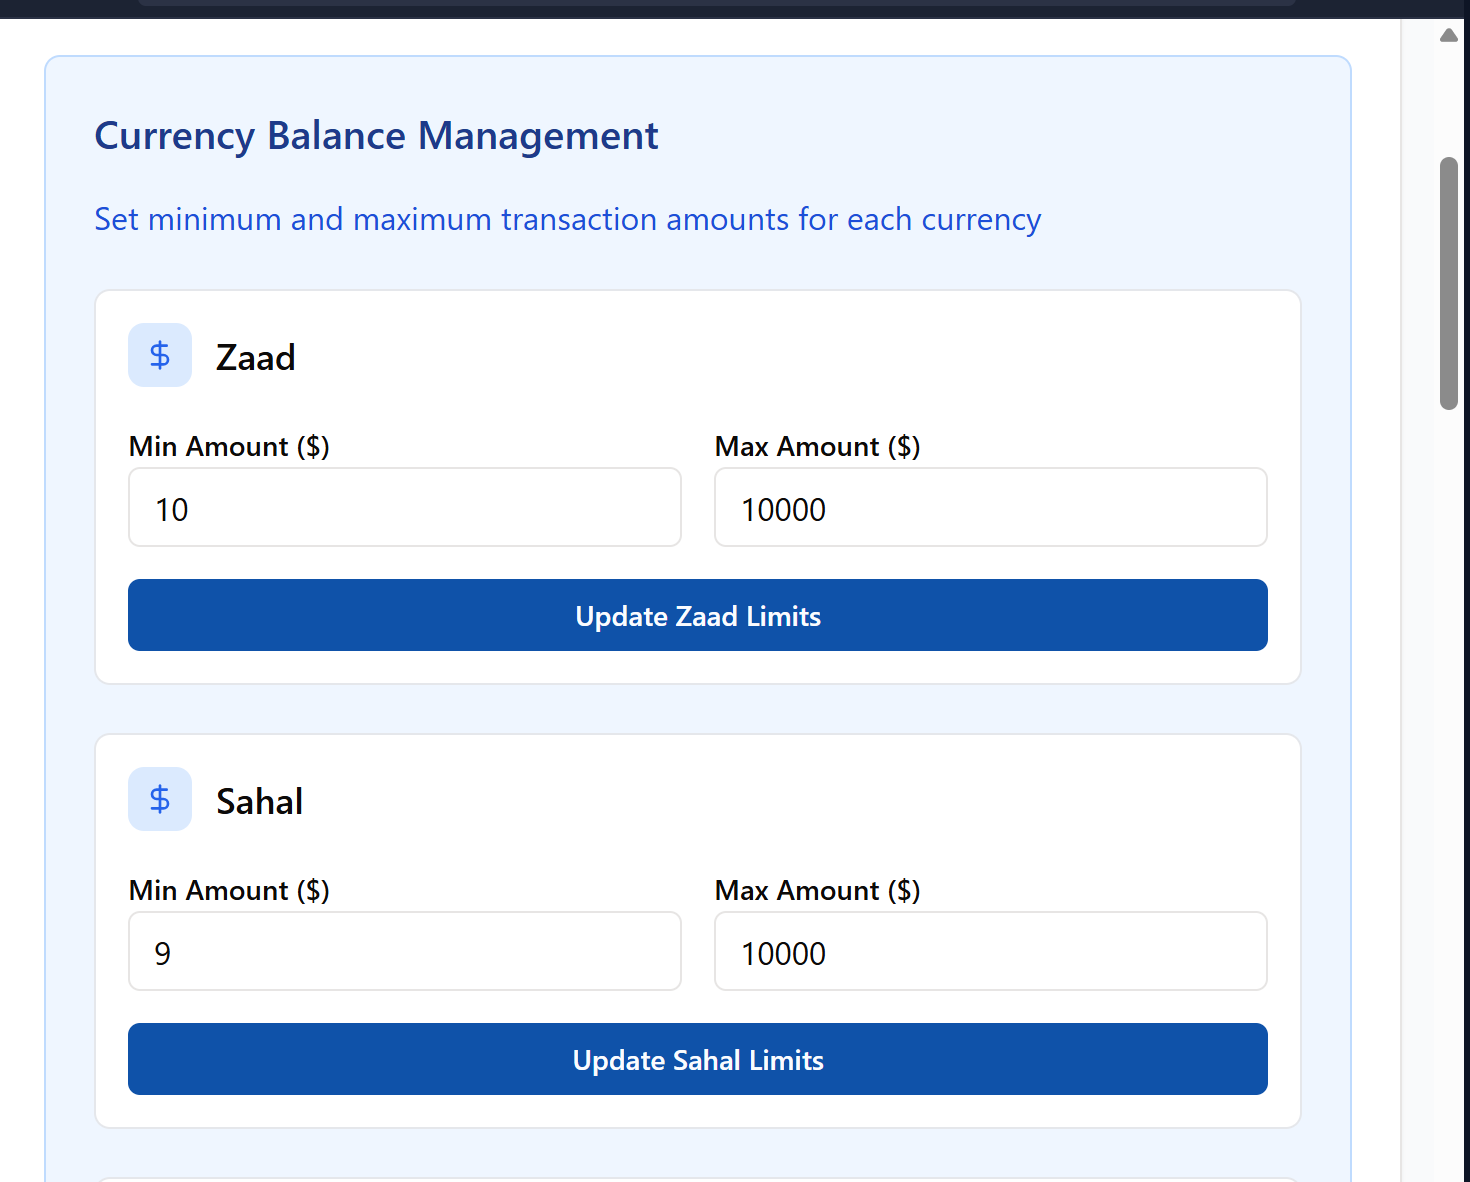 Currency Balance Management
Set minimum and maximum transaction amounts for each currency
$ Zaad
Min Amount ($) Max Amount ($)
10 10000
Update Zaad Limits
$ Sahal
Min Amount ($) Max Amount ($)
9 10000
Update Sahal Limits